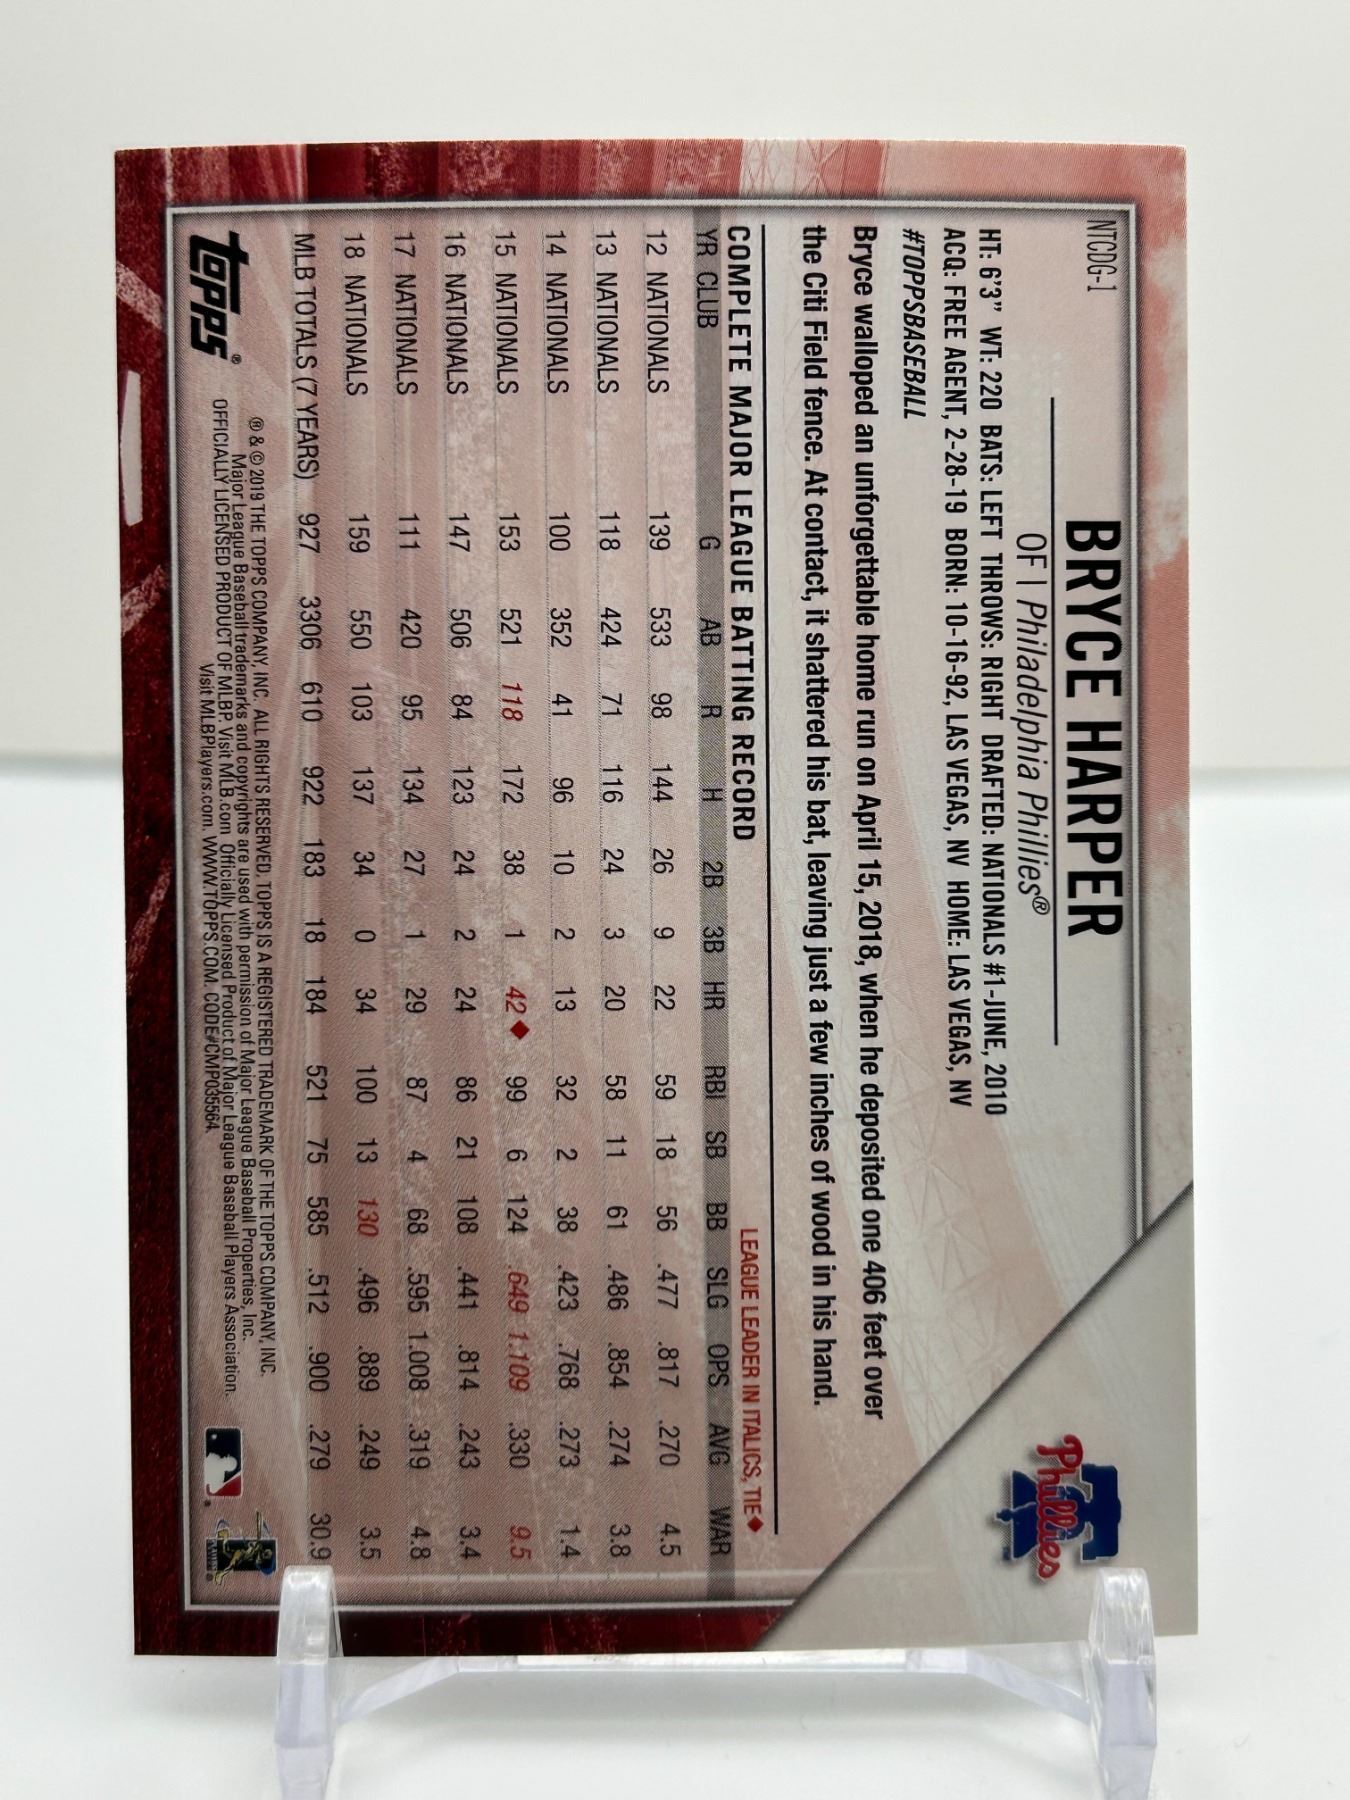 NTCDG-1
BRYCE HARPER
OF | Philadelphia Phillies®
Phillies
HT: 6'3" WT: 220 BATS: LEFT THROWS: RIGHT DRAFTED: NATIONALS #1-JUNE, 2010
ACQ: FREE AGENT, 2-28-19 BORN: 10-16-92, LAS VEGAS, NV HOME: LAS VEGAS, NV
#TOPPSBASEBALL
Bryce walloped an unforgettable home run on April 15, 2018, when he deposited one 406 feet over
the Citi Field fence. At contact, it shattered his bat, leaving just a few inches of wood in his hand.
COMPLETE MAJOR LEAGUE BATTING RECORD LEAGUE LEADER IN ITALICS, TIE◆
YR CLUB G AB R H 2B 3B HR RBI SB BB SLG OPS AVG WAR
12 NATIONALS 139 533 98 144 26 9 22 59 18 56 .477 .817 .270 4.5
13 NATIONALS 118 424 71 116 24 3 20 58 11 61 .486 .854 .274 3.8
14 NATIONALS 100 352 41 96 10 2 13 32 2 38 .423 .768 .273 1.4
15 NATIONALS 153 521 118 172 38 1 42◆ 99 6 124 .649 1.109 .330 9.5
16 NATIONALS 147 506 84 123 24 2 24 86 21 108 .441 .814 .243 3.4
17 NATIONALS 111 420 95 134 27 1 29 87 4 68 .595 1.008 .319 4.8
18 NATIONALS 159 550 103 137 34 0 34 100 13 130 .496 .889 .249 3.5
MLB TOTALS (7 YEARS) 927 3306 610 922 183 18 184 521 75 585 .512 .900 .279 30.9
topps®
® & © 2019 THE TOPPS COMPANY, INC. ALL RIGHTS RESERVED. TOPPS IS A REGISTERED TRADEMARK OF THE TOPPS COMPANY, INC.
Major League Baseball trademarks and copyrights are used with permission of Major League Baseball Properties, Inc.
OFFICIALLY LICENSED PRODUCT OF MLBP. Visit MLB.com Officially Licensed Product of Major League Baseball Players Association.
Visit MLBPlayers.com. WWW.TOPPS.COM. CODE#CMP035564